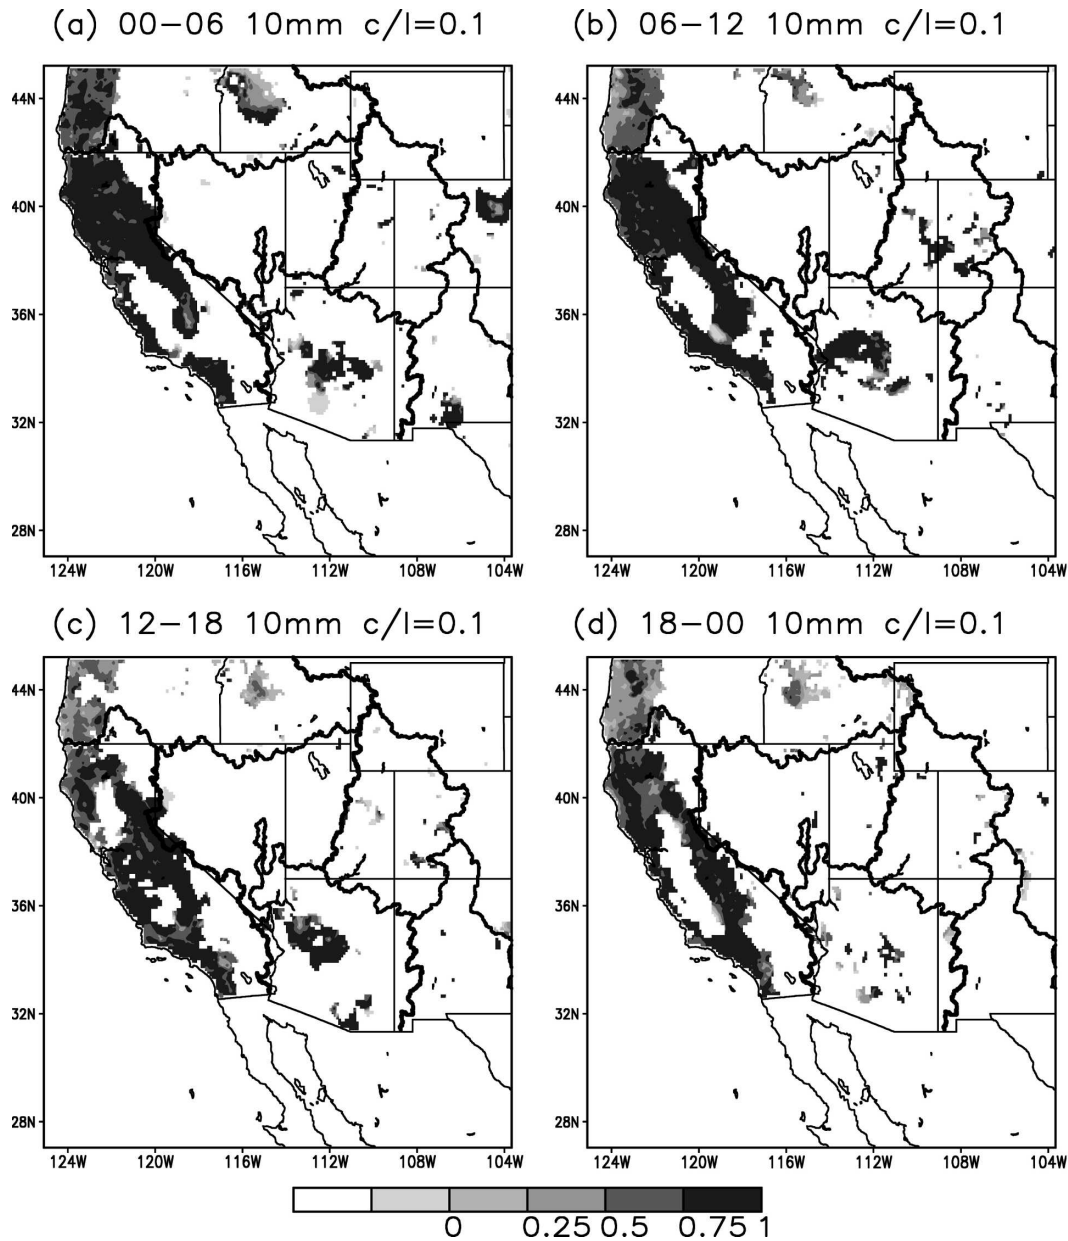 (a) 00−06 10mm c/l=0.1
(b) 06−12 10mm c/l=0.1
44N
40N
36N
32N
28N
124W 120W 116W 112W 108W 104W
44N
40N
36N
32N
28N
124W 120W 116W 112W 108W 104W
(c) 12−18 10mm c/l=0.1
(d) 18−00 10mm c/l=0.1
44N
40N
36N
32N
28N
124W 120W 116W 112W 108W 104W
44N
40N
36N
32N
28N
124W 120W 116W 112W 108W 104W
0 0.25 0.5 0.75 1